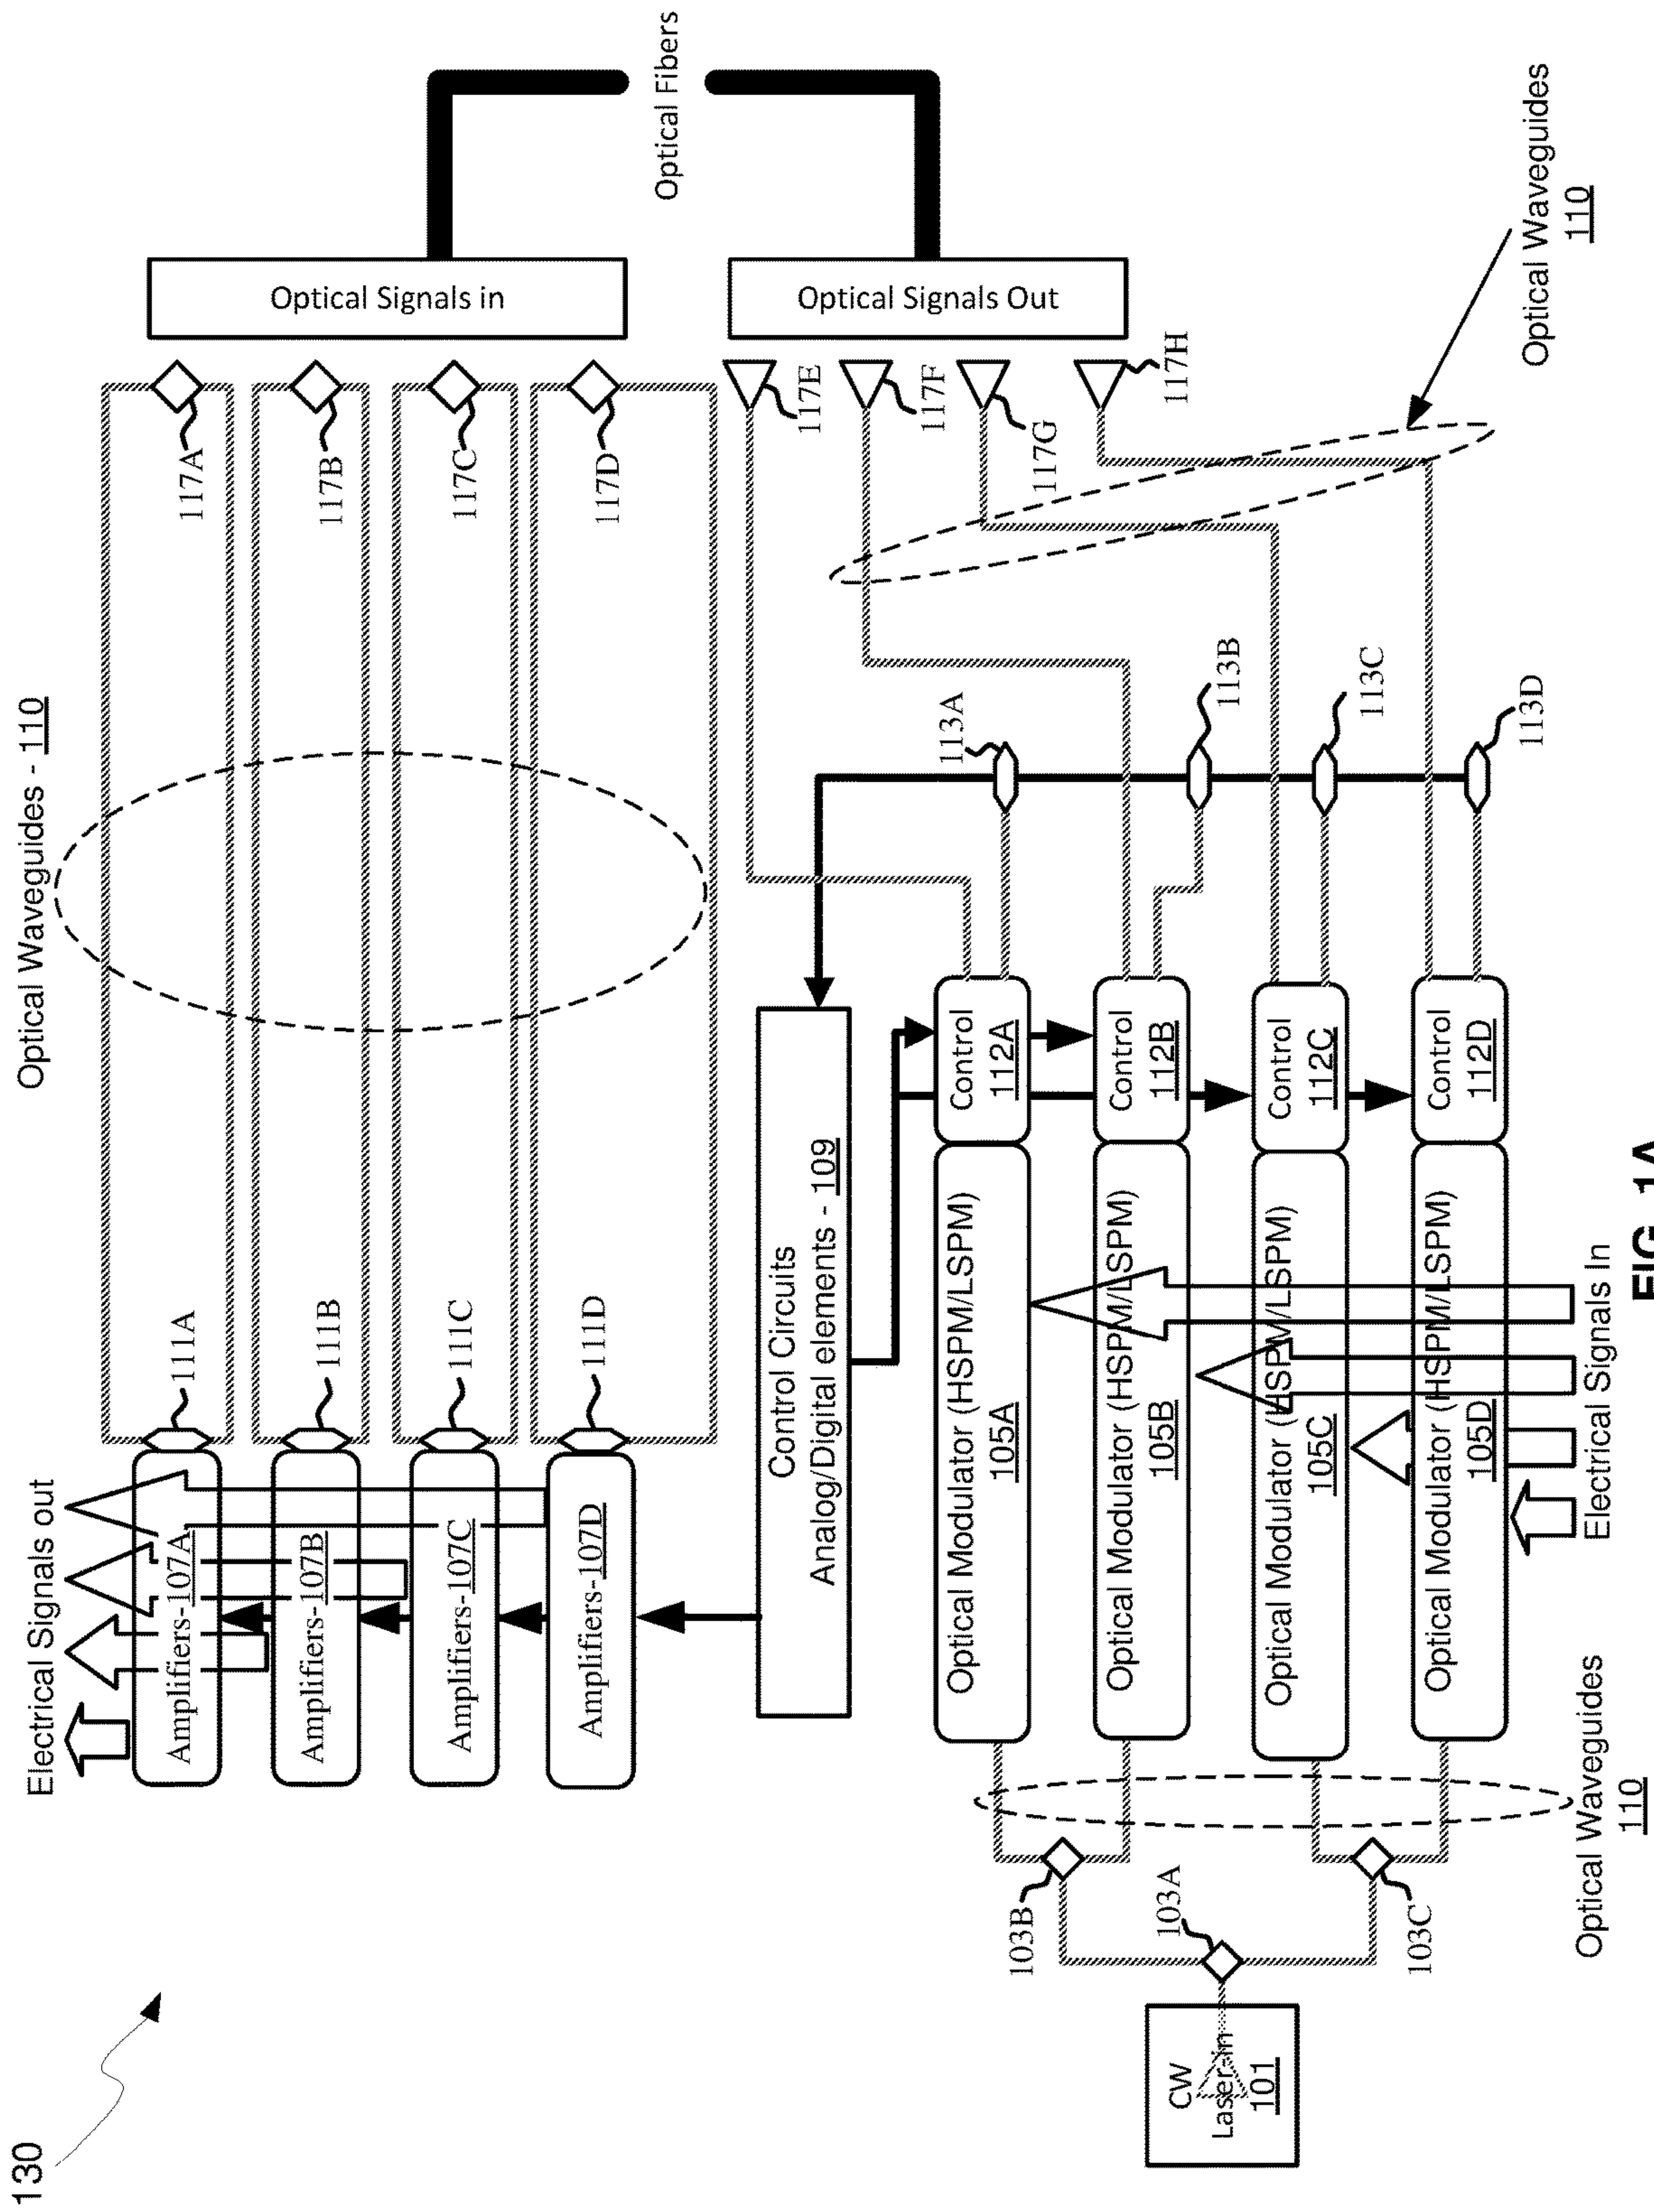 130
Electrical Signals out
Optical Waveguides - 110
Amplifiers-107A
111A
117A
Amplifiers-107B
111B
117B
Amplifiers-107C
111C
117C
Amplifiers-107D
111D
117D
Optical Signals in
Optical Fibers
Optical Signals Out
Control Circuits
Analog/Digital elements - 109
117E
117F
117G
117H
Optical Modulator (HSPM/LSPM)
105A
Control
112A
113A
Optical Modulator (HSPM/LSPM)
105B
Control
112B
113B
Optical Modulator (HSPM/LSPM)
105C
Control
112C
113C
Optical Modulator (HSPM/LSPM)
105D
Control
112D
113D
CW
Laser-in
101
103A
103B
103C
Optical Waveguides
110
Electrical Signals In
Optical Waveguides
110
FIG. 1A